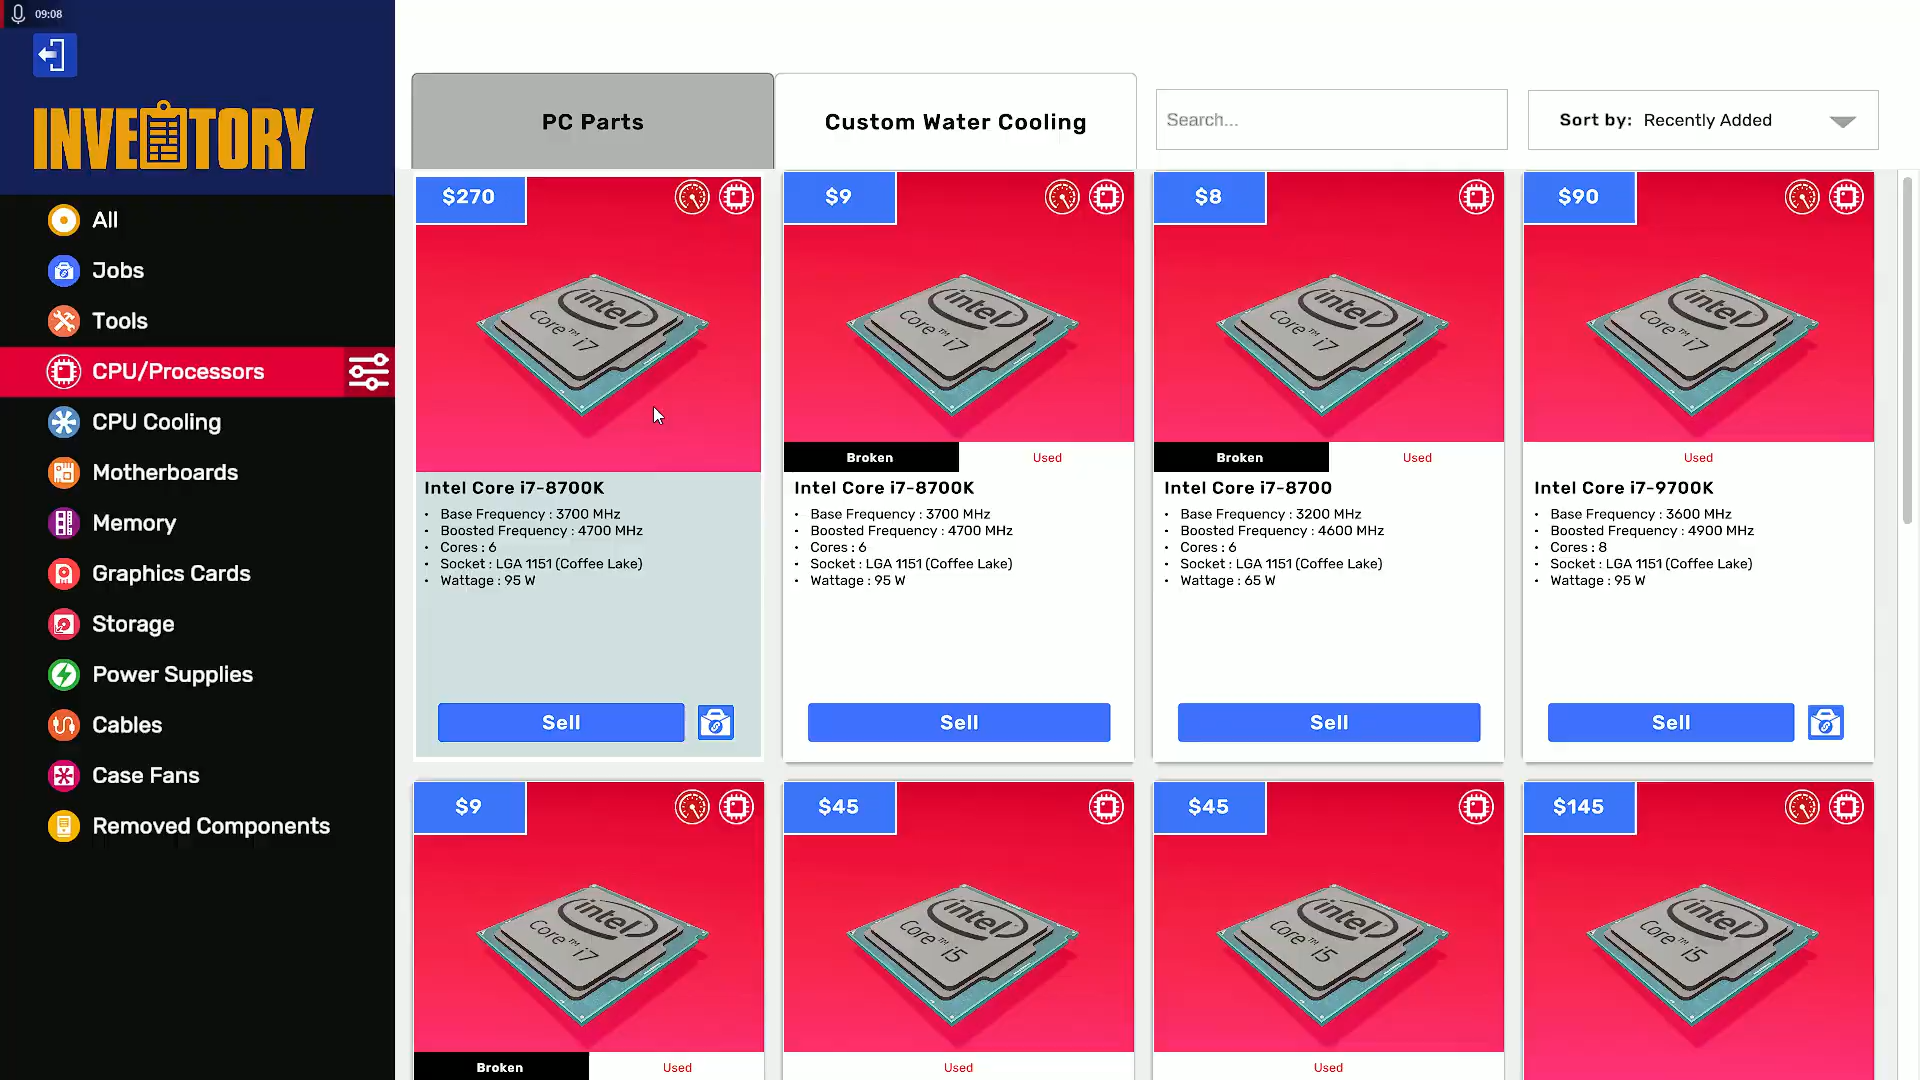 09:08
INVENTORY
All
Jobs
Tools
CPU/Processors
CPU Cooling
Motherboards
Memory
Graphics Cards
Storage
Power Supplies
Cables
Case Fans
Removed Components
PC Parts
Custom Water Cooling
Search...
Sort by: Recently Added
$270
intel
Core™ i7
Intel Core i7-8700K
• Base Frequency : 3700 MHz
• Boosted Frequency : 4700 MHz
• Cores : 6
• Socket : LGA 1151 (Coffee Lake)
• Wattage : 95 W
Sell
$9
intel
Core™ i7
Broken
Used
Intel Core i7-8700K
• Base Frequency : 3700 MHz
• Boosted Frequency : 4700 MHz
• Cores : 6
• Socket : LGA 1151 (Coffee Lake)
• Wattage : 95 W
Sell
$8
intel
Core™ i7
Broken
Used
Intel Core i7-8700
• Base Frequency : 3200 MHz
• Boosted Frequency : 4600 MHz
• Cores : 6
• Socket : LGA 1151 (Coffee Lake)
• Wattage : 65 W
Sell
$90
intel
Core™ i7
Used
Intel Core i7-9700K
• Base Frequency : 3600 MHz
• Boosted Frequency : 4900 MHz
• Cores : 8
• Socket : LGA 1151 (Coffee Lake)
• Wattage : 95 W
Sell
$9
intel
Core™ i7
Broken
Used
$45
intel
Core™ i5
Used
$45
intel
Core™ i5
Used
$145
intel
Core™ i5